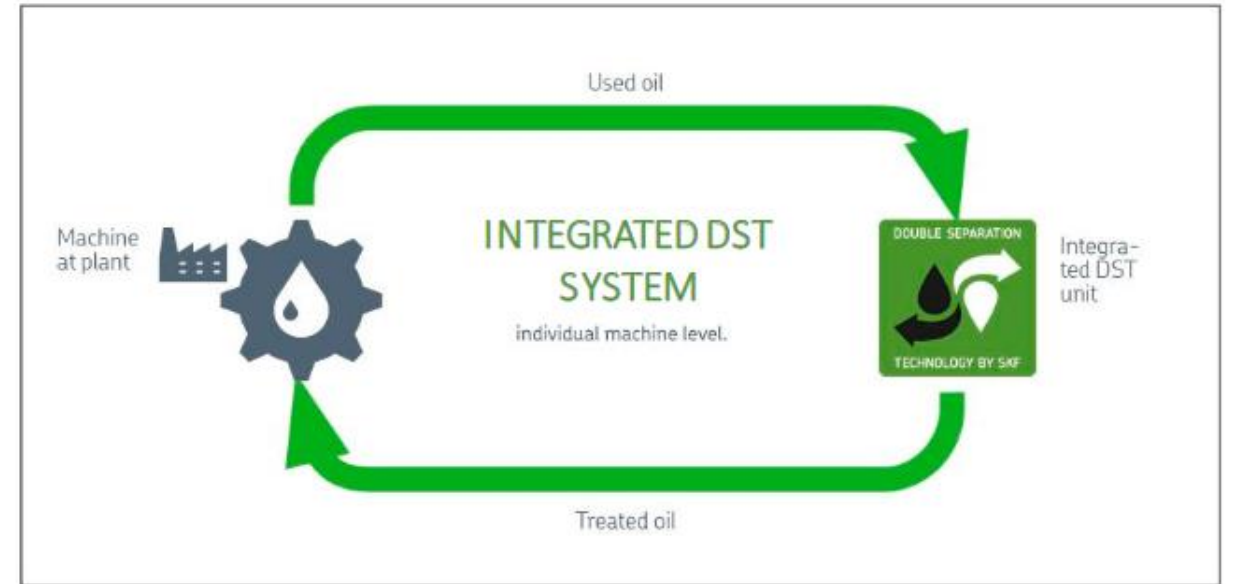 Used oil
Machine
at plant
INTEGRATED DST
SYSTEM
individual machine level.
DOUBLE SEPARATION
TECHNOLOGY BY SKF
Integra-
ted DST
unit
Treated oil